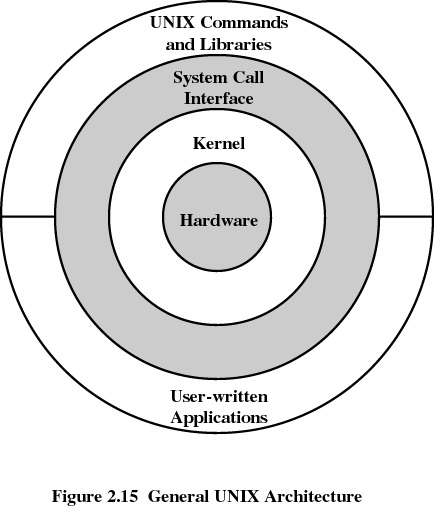 UNIX Commands
and Libraries
System Call
Interface
Kernel
Hardware
User-written
Applications
Figure 2.15 General UNIX Architecture